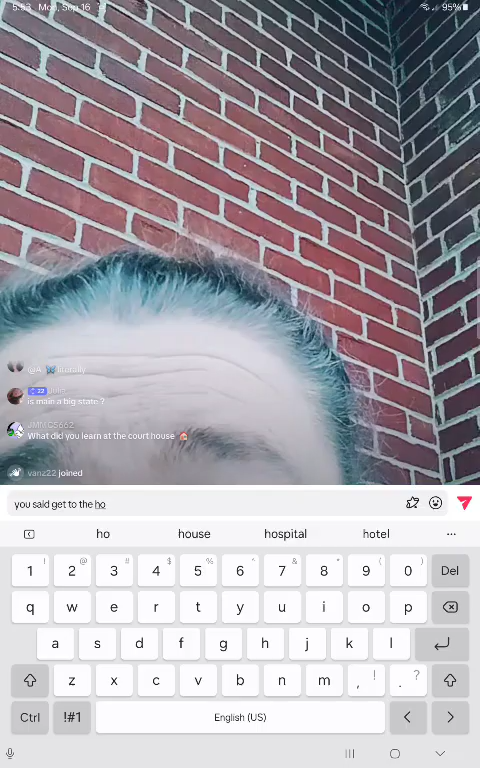 5:53 Mon, Sep 16
95%
@A 🦋 literally
22
is main a big state ?
JMMCS662
What did you learn at the court house 🏠
vanz22 joined
you said get to the ho
ho house hospital hotel ...
1 ! 2 @ 3 # 4 $ 5 % 6 ^ 7 & 8 * 9 ( 0 ) Del
q w e r t y u i o p
a s d f g h j k l
z x c v b n m , ! . ?
Ctrl !#1 English (US) < >